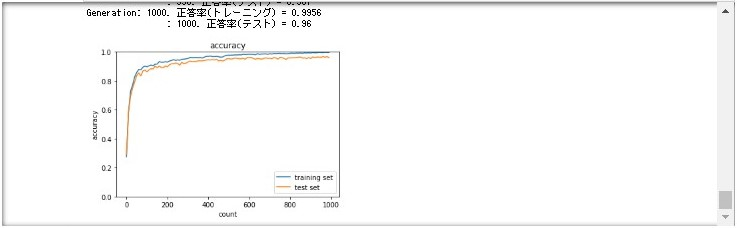 Generation: 1000. 正答率(トレーニング) = 0.9956
: 1000. 正答率(テスト) = 0.96
accuracy
1.0
0.8
0.6
0.4
0.2
0.0
accuracy
training set
test set
0 200 400 600 800 1000
count